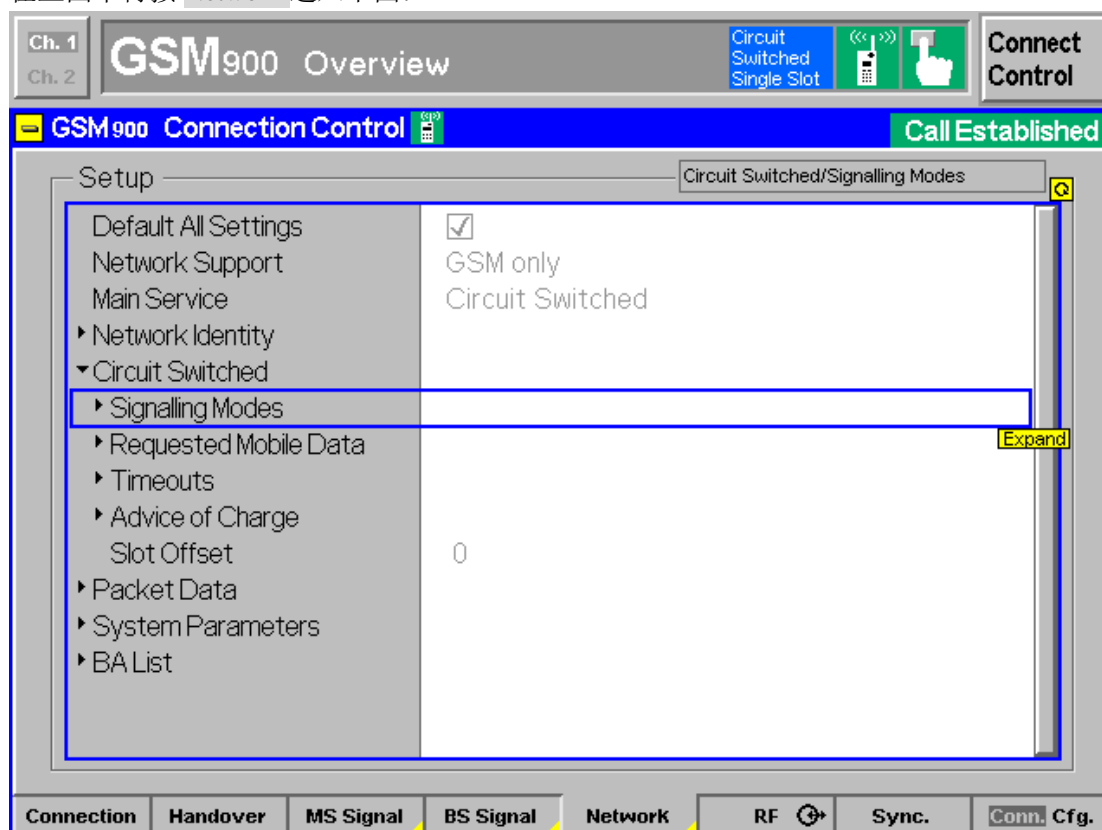 Ch. 1
Ch. 2
GSM900 Overview
Circuit
Switched
Single Slot
Connect
Control
GSM 900 Connection Control
Call Established
Setup
Circuit Switched/Signalling Modes
Default All Settings
Network Support GSM only
Main Service Circuit Switched
Network Identity
Circuit Switched
Signalling Modes
Expand
Requested Mobile Data
Timeouts
Advice of Charge
Slot Offset 0
Packet Data
System Parameters
BA List
Connection Handover MS Signal BS Signal Network RF Sync. Conn. Cfg.